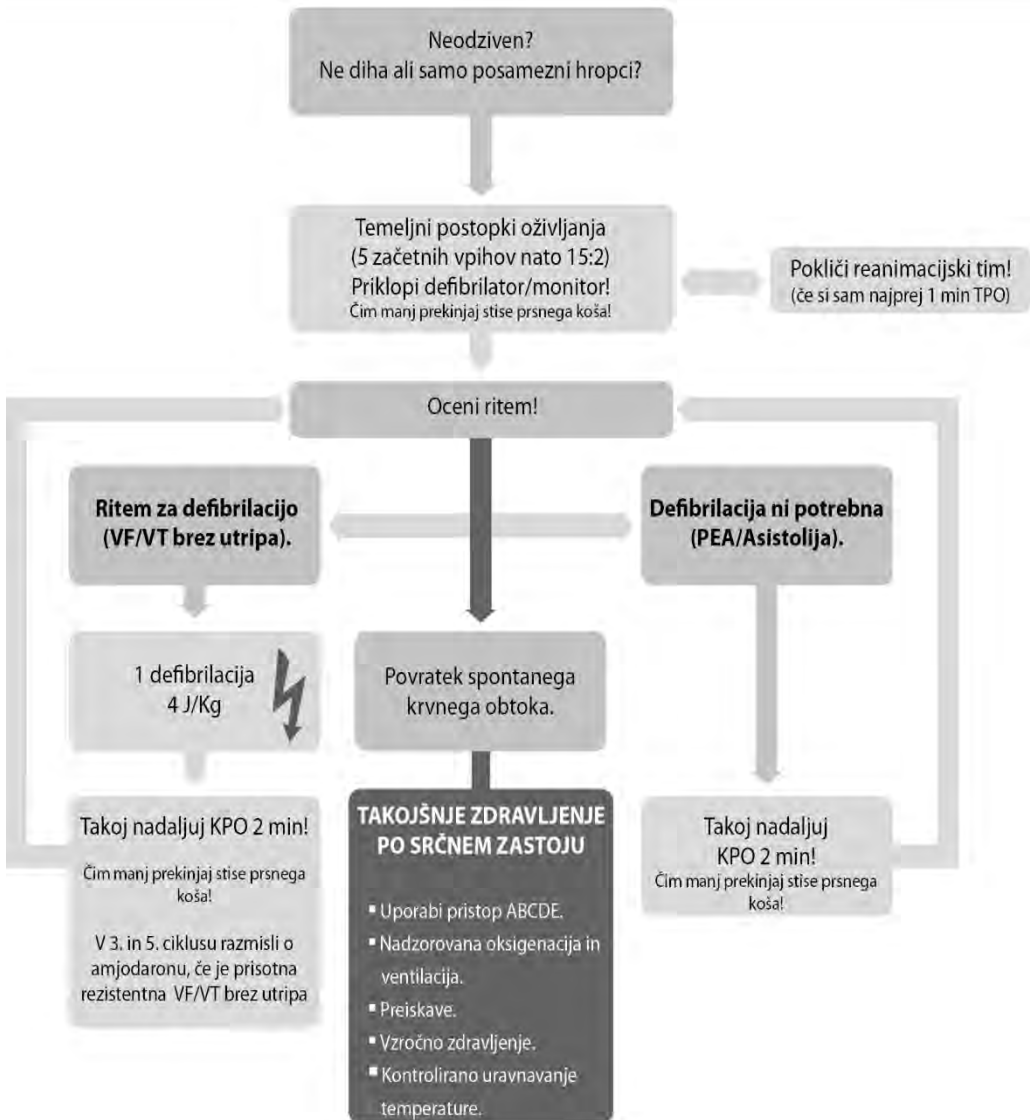 Neodziven?
Ne diha ali samo posamezni hropci?
Temeljni postopki oživljanja
(5 začetnih vpihov nato 15:2)
Priklopi defibrilator/monitor!
Čim manj prekinjaj stise prsnega koša!
Pokliči reanimacijski tim!
(če si sam najprej 1 min TPO)
Oceni ritem!
Ritem za defibrilacijo
(VF/VT brez utripa).
Defibrilacija ni potrebna
(PEA/Asistolija).
1 defibrilacija
4 J/Kg
Povratek spontanega
krvnega obtoka.
Takoj nadaljuj KPO 2 min!
Čim manj prekinjaj stise prsnega
koša!
V 3. in 5. ciklusu razmisli o
amjodaronu, če je prisotna
rezistentna VF/VT brez utripa
TAKOJŠNJE ZDRAVLJENJE
PO SRČNEM ZASTOJU
▪ Uporabi pristop ABCDE.
▪ Nadzorovana oksigenacija in
ventilacija.
▪ Preiskave.
▪ Vzročno zdravljenje.
▪ Kontrolirano uravnavanje
temperature.
Takoj nadaljuj
KPO 2 min!
Čim manj prekinjaj stise prsnega
koša!